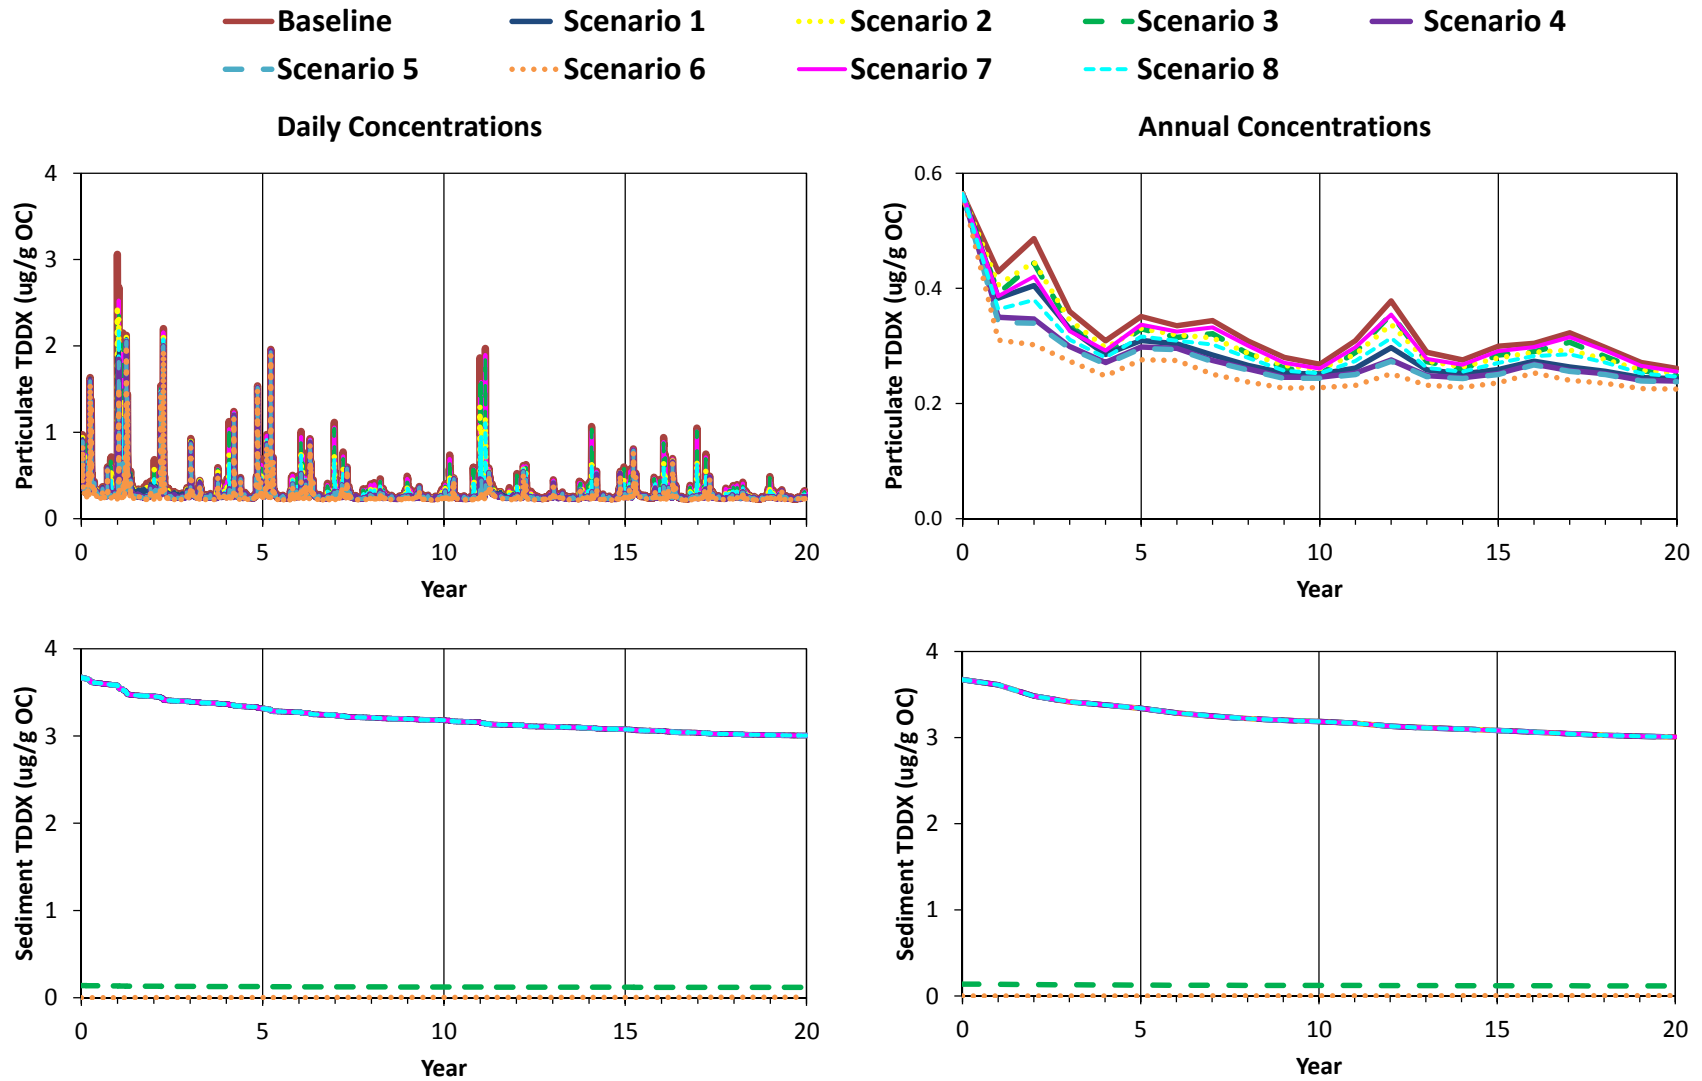 Baseline Scenario 1 Scenario 2 Scenario 3 Scenario 4
Scenario 5 Scenario 6 Scenario 7 Scenario 8
Daily Concentrations
Particulate TDDX (ug/g OC)
4
3
2
1
0
0 5 10 15 20
Year
Annual Concentrations
Particulate TDDX (ug/g OC)
0.6
0.4
0.2
0.0
0 5 10 15 20
Year
Sediment TDDX (ug/g OC)
4
3
2
1
0
0 5 10 15 20
Year
Sediment TDDX (ug/g OC)
4
3
2
1
0
0 5 10 15 20
Year